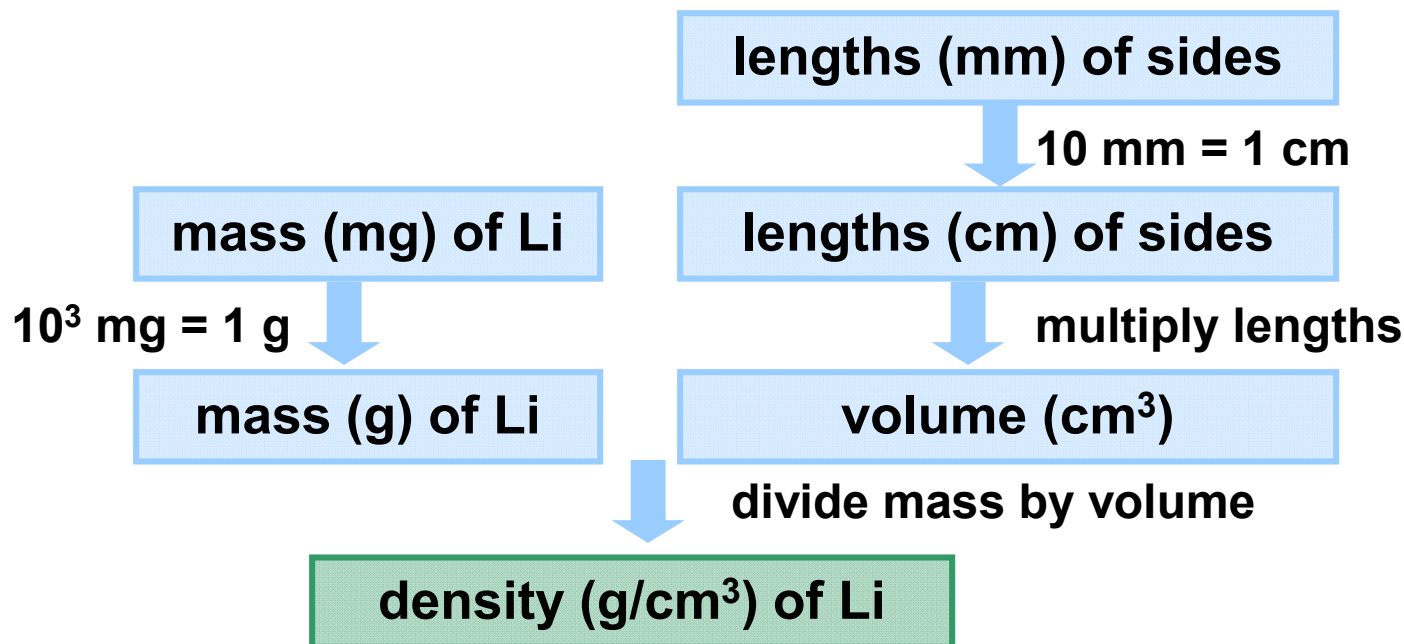 lengths (mm) of sides
10 mm = 1 cm
mass (mg) of Li
lengths (cm) of sides
10³ mg = 1 g
multiply lengths
mass (g) of Li
volume (cm³)
divide mass by volume
density (g/cm³) of Li